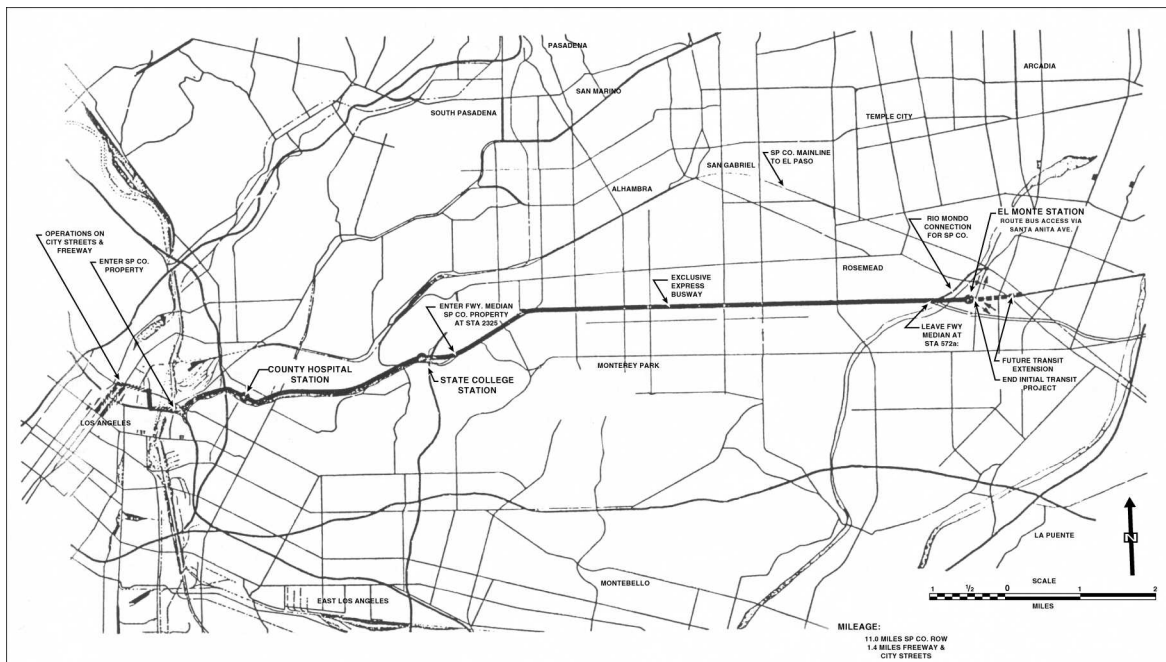 PASADENA
ARCADIA
SAN MARINO
SOUTH PASADENA
TEMPLE CITY
SP CO. MAINLINE
TO EL PASO
SAN GABRIEL
ALHAMBRA
RIO MONDO
CONNECTION
FOR SP CO.
EL MONTE STATION
ROUTE BUS ACCESS VIA
SANTA ANITA AVE.
OPERATIONS ON
CITY STREETS &
FREEWAY
ENTER SP CO.
PROPERTY
ROSEMEAD
EXCLUSIVE
EXPRESS
BUSWAY
ENTER FWY. MEDIAN
SP CO. PROPERTY
AT STA 2325
LEAVE FWY
MEDIAN AT
STA 572a:
COUNTY HOSPITAL
STATION
STATE COLLEGE
STATION
MONTEREY PARK
FUTURE TRANSIT
EXTENSION
END INITIAL TRANSIT
PROJECT
LOS ANGELES
N
LA PUENTE
MONTEBELLO
EAST LOS ANGELES
SCALE
1 1/2 0 1 2
MILES
MILEAGE:
11.0 MILES SP CO. ROW
1.4 MILES FREEWAY &
CITY STREETS